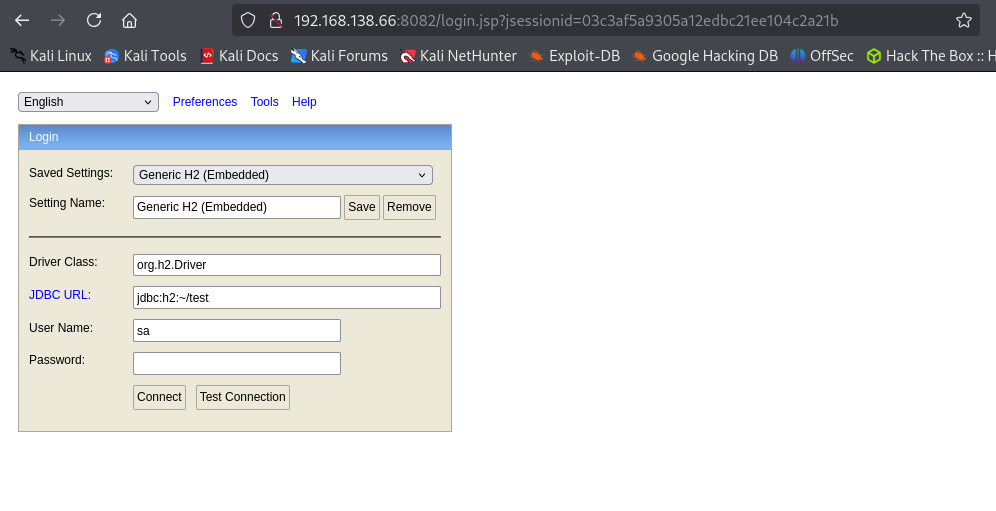 192.168.138.66:8082/login.jsp?jsessionid=03c3af5a9305a12edbc21ee104c2a21b
Kali Linux Kali Tools Kali Docs Kali Forums Kali NetHunter Exploit-DB Google Hacking DB OffSec Hack The Box :: H
English Preferences Tools Help
Login
Saved Settings: Generic H2 (Embedded)
Setting Name: Generic H2 (Embedded) Save Remove
Driver Class: org.h2.Driver
JDBC URL: jdbc:h2:~/test
User Name: sa
Password:
Connect Test Connection